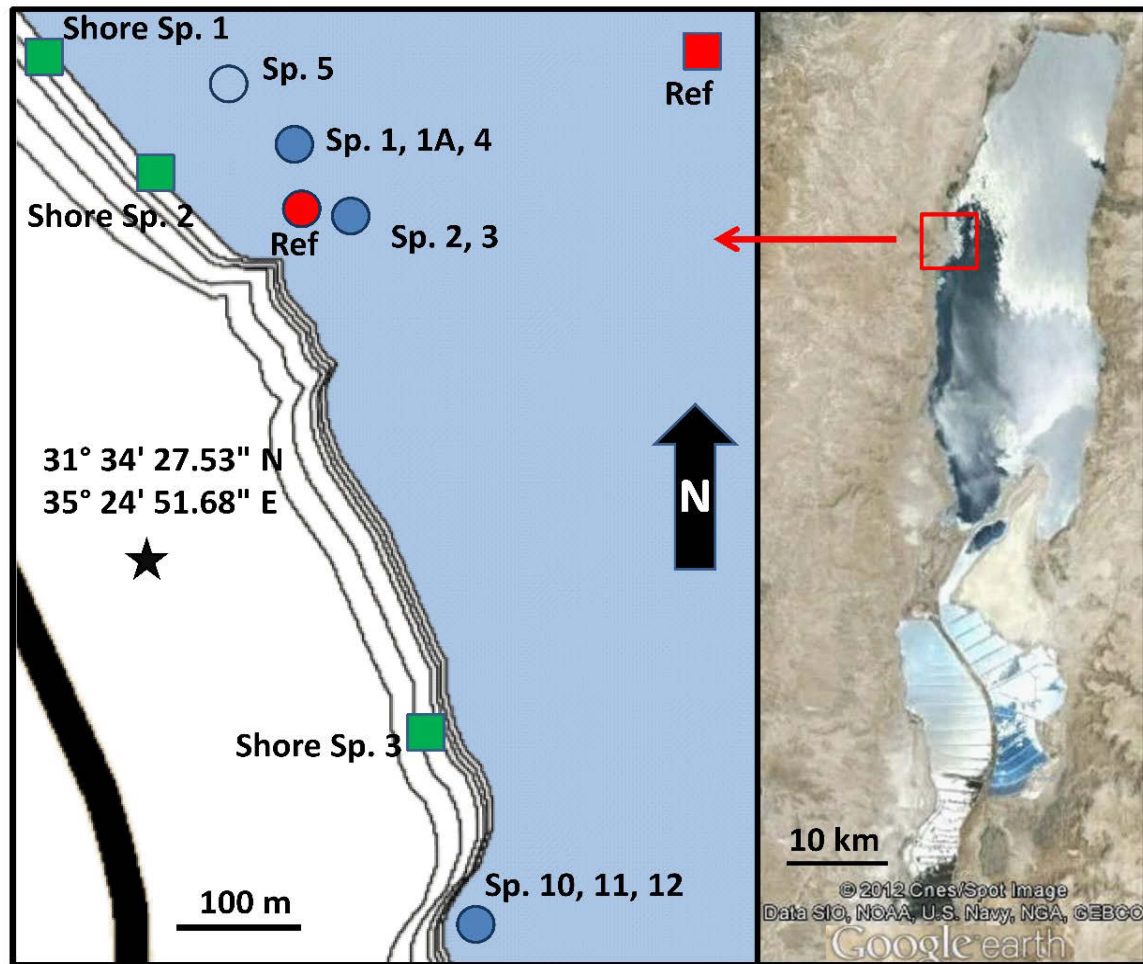 Shore Sp. 1
Sp. 5
Ref
Sp. 1, 1A, 4
Shore Sp. 2
Ref
Sp. 2, 3
31° 34' 27.53" N
35° 24' 51.68" E
N
Shore Sp. 3
100 m
Sp. 10, 11, 12
10 km
© 2012 Cnes/Spot Image
Data SIO, NOAA, U.S. Navy, NGA, GEBCO
Google earth